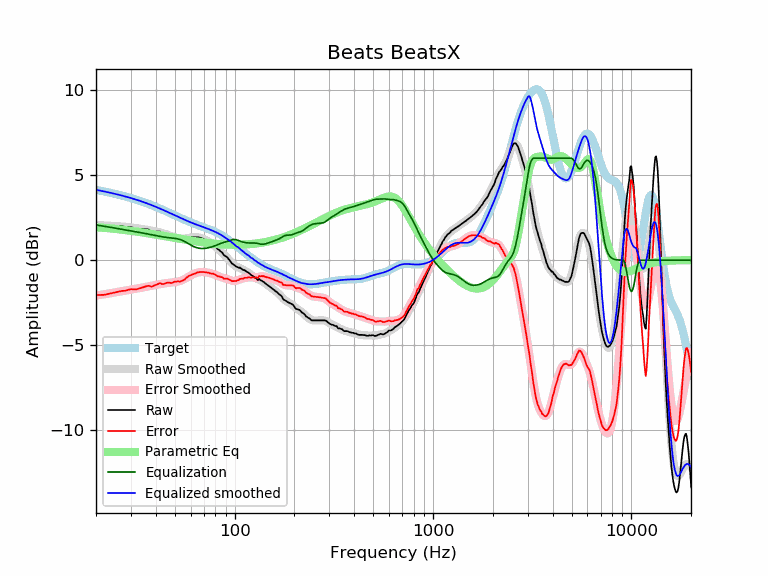 Beats BeatsX
Amplitude (dBr)
10
5
0
−5
−10
Target
Raw Smoothed
Error Smoothed
Raw
Error
Parametric Eq
Equalization
Equalized smoothed
100
1000
10000
Frequency (Hz)